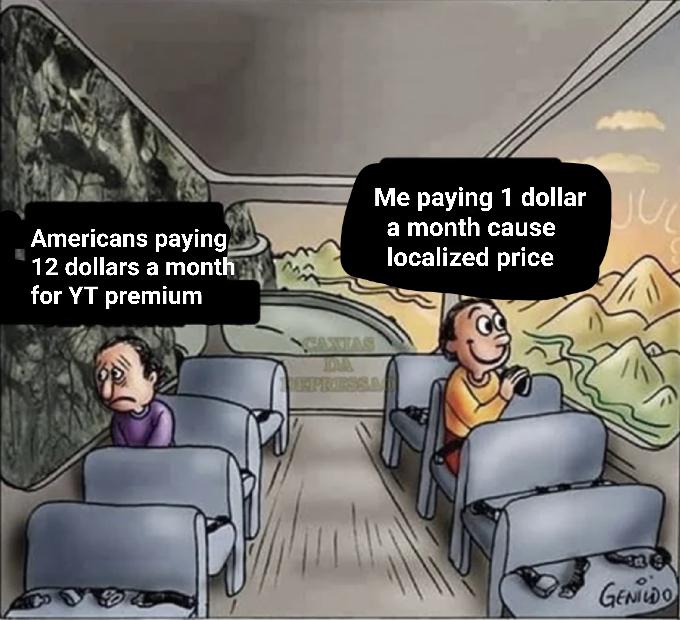 Me paying 1 dollar
a month cause
localized price
Americans paying
12 dollars a month
for YT premium
CAXIAS
DA
DEPRESSAO
GENILDO